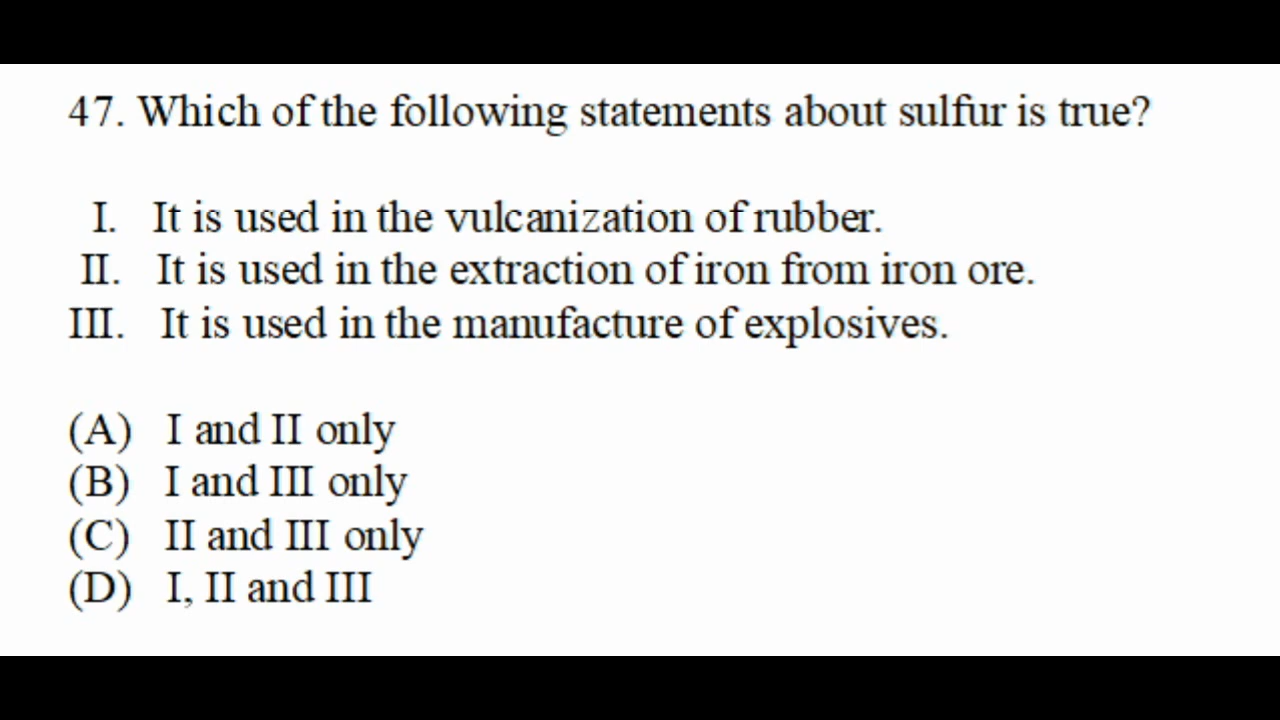 47. Which of the following statements about sulfur is true?
I. It is used in the vulcanization of rubber.
II. It is used in the extraction of iron from iron ore.
III. It is used in the manufacture of explosives.
(A) I and II only
(B) I and III only
(C) II and III only
(D) I, II and III